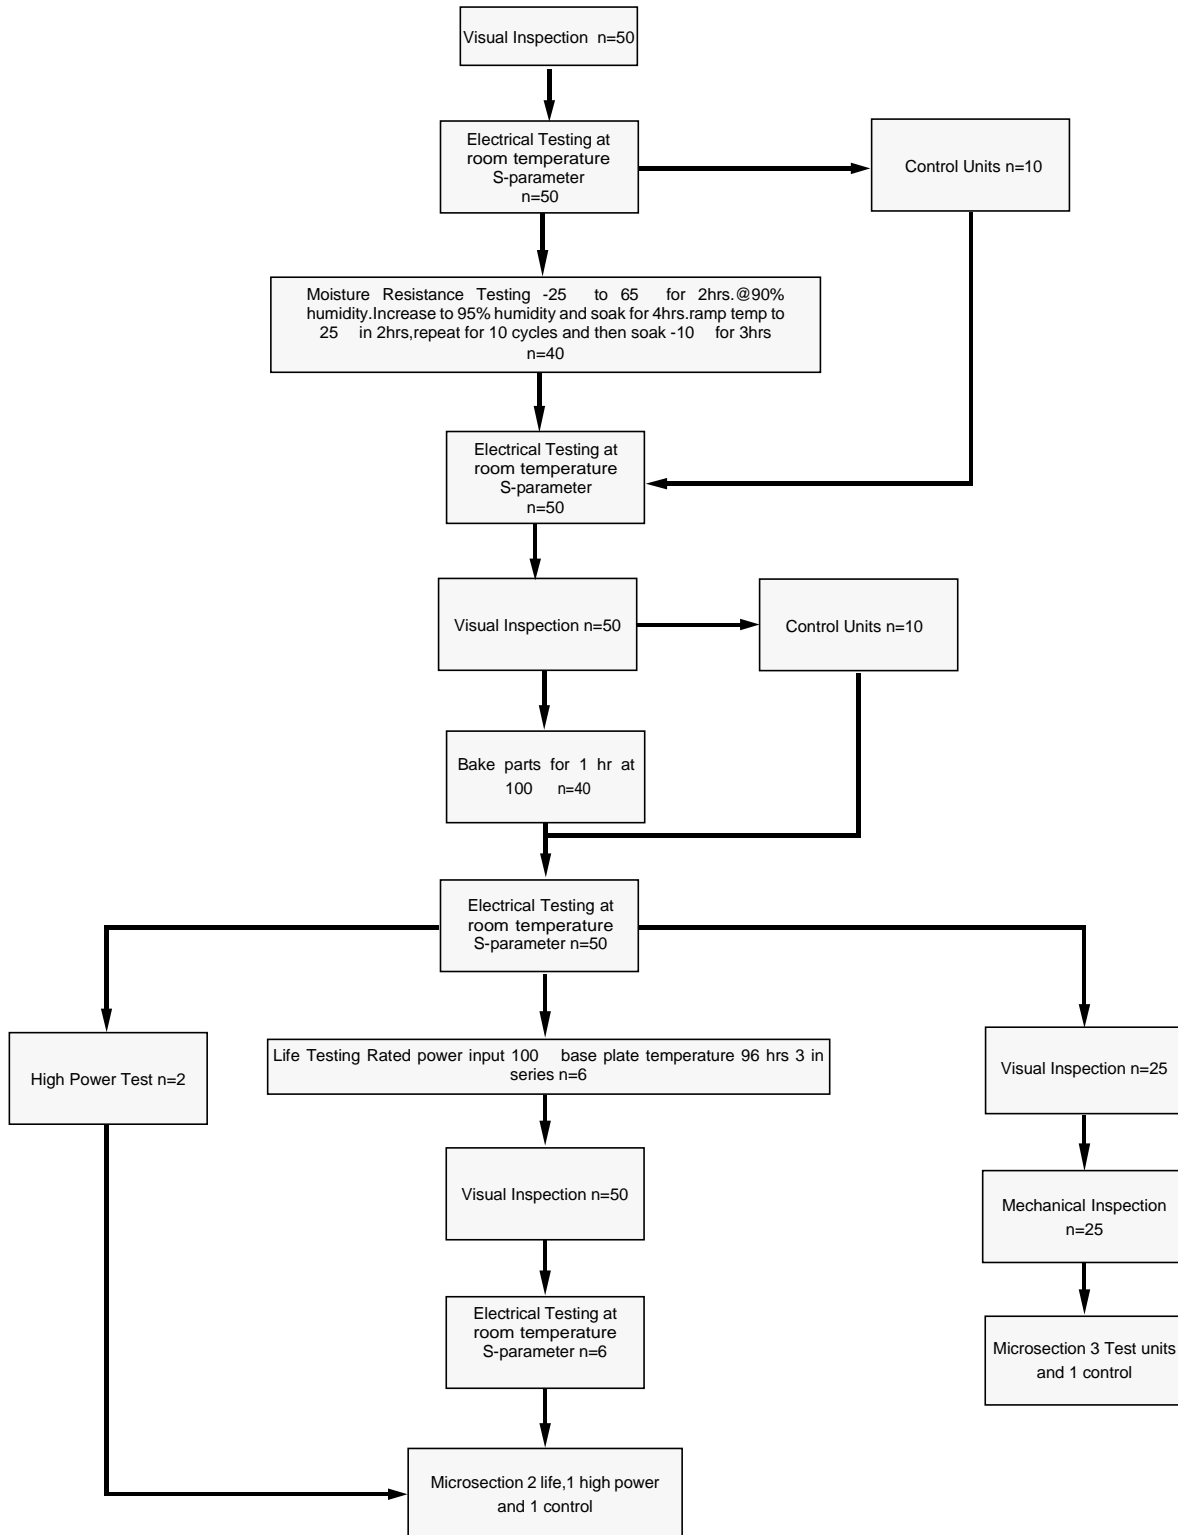 Visual Inspection n=50
Electrical Testing at
room temperature
S-parameter
n=50
Control Units n=10
Moisture Resistance Testing -25 to 65 for 2hrs.@90%
humidity.Increase to 95% humidity and soak for 4hrs.ramp temp to
25 in 2hrs,repeat for 10 cycles and then soak -10 for 3hrs
n=40
Electrical Testing at
room temperature
S-parameter
n=50
Visual Inspection n=50
Control Units n=10
Bake parts for 1 hr at
100 n=40
Electrical Testing at
room temperature
S-parameter n=50
High Power Test n=2
Life Testing Rated power input 100 base plate temperature 96 hrs 3 in
series n=6
Visual Inspection n=25
Visual Inspection n=50
Mechanical Inspection
n=25
Electrical Testing at
room temperature
S-parameter n=6
Microsection 3 Test units
and 1 control
Microsection 2 life,1 high power
and 1 control